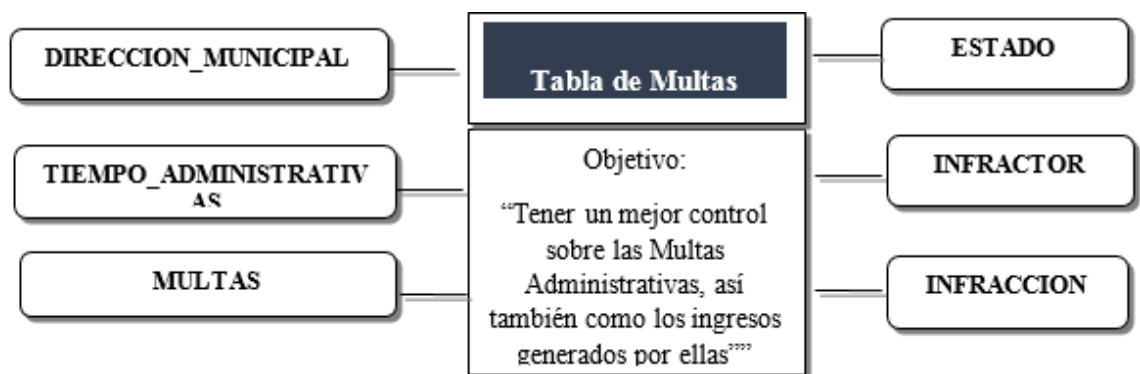 DIRECCION_MUNICIPAL
TIEMPO_ADMINISTRATIV
AS
MULTAS
Tabla de Multas
Objetivo:
“Tener un mejor control
sobre las Multas
Administrativas, así
también como los ingresos
generados por ellas””
ESTADO
INFRACTOR
INFRACCION